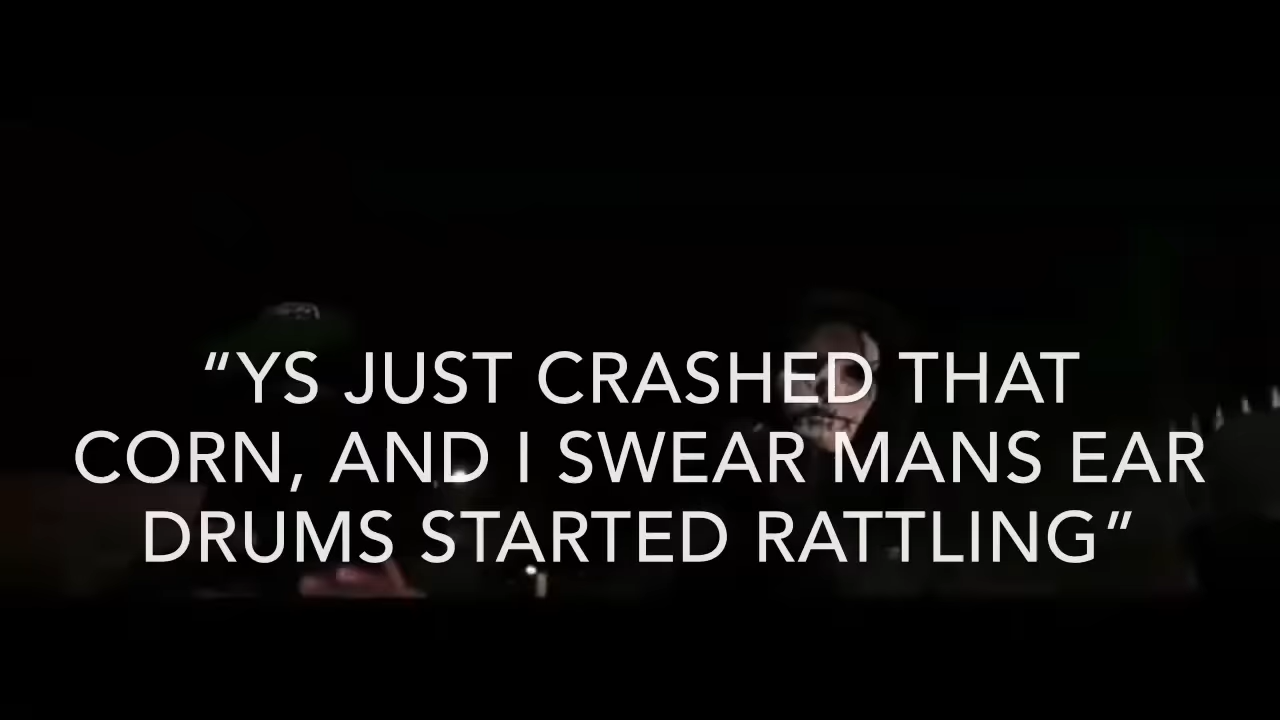 “YS JUST CRASHED THAT
CORN, AND I SWEAR MANS EAR
DRUMS STARTED RATTLING”